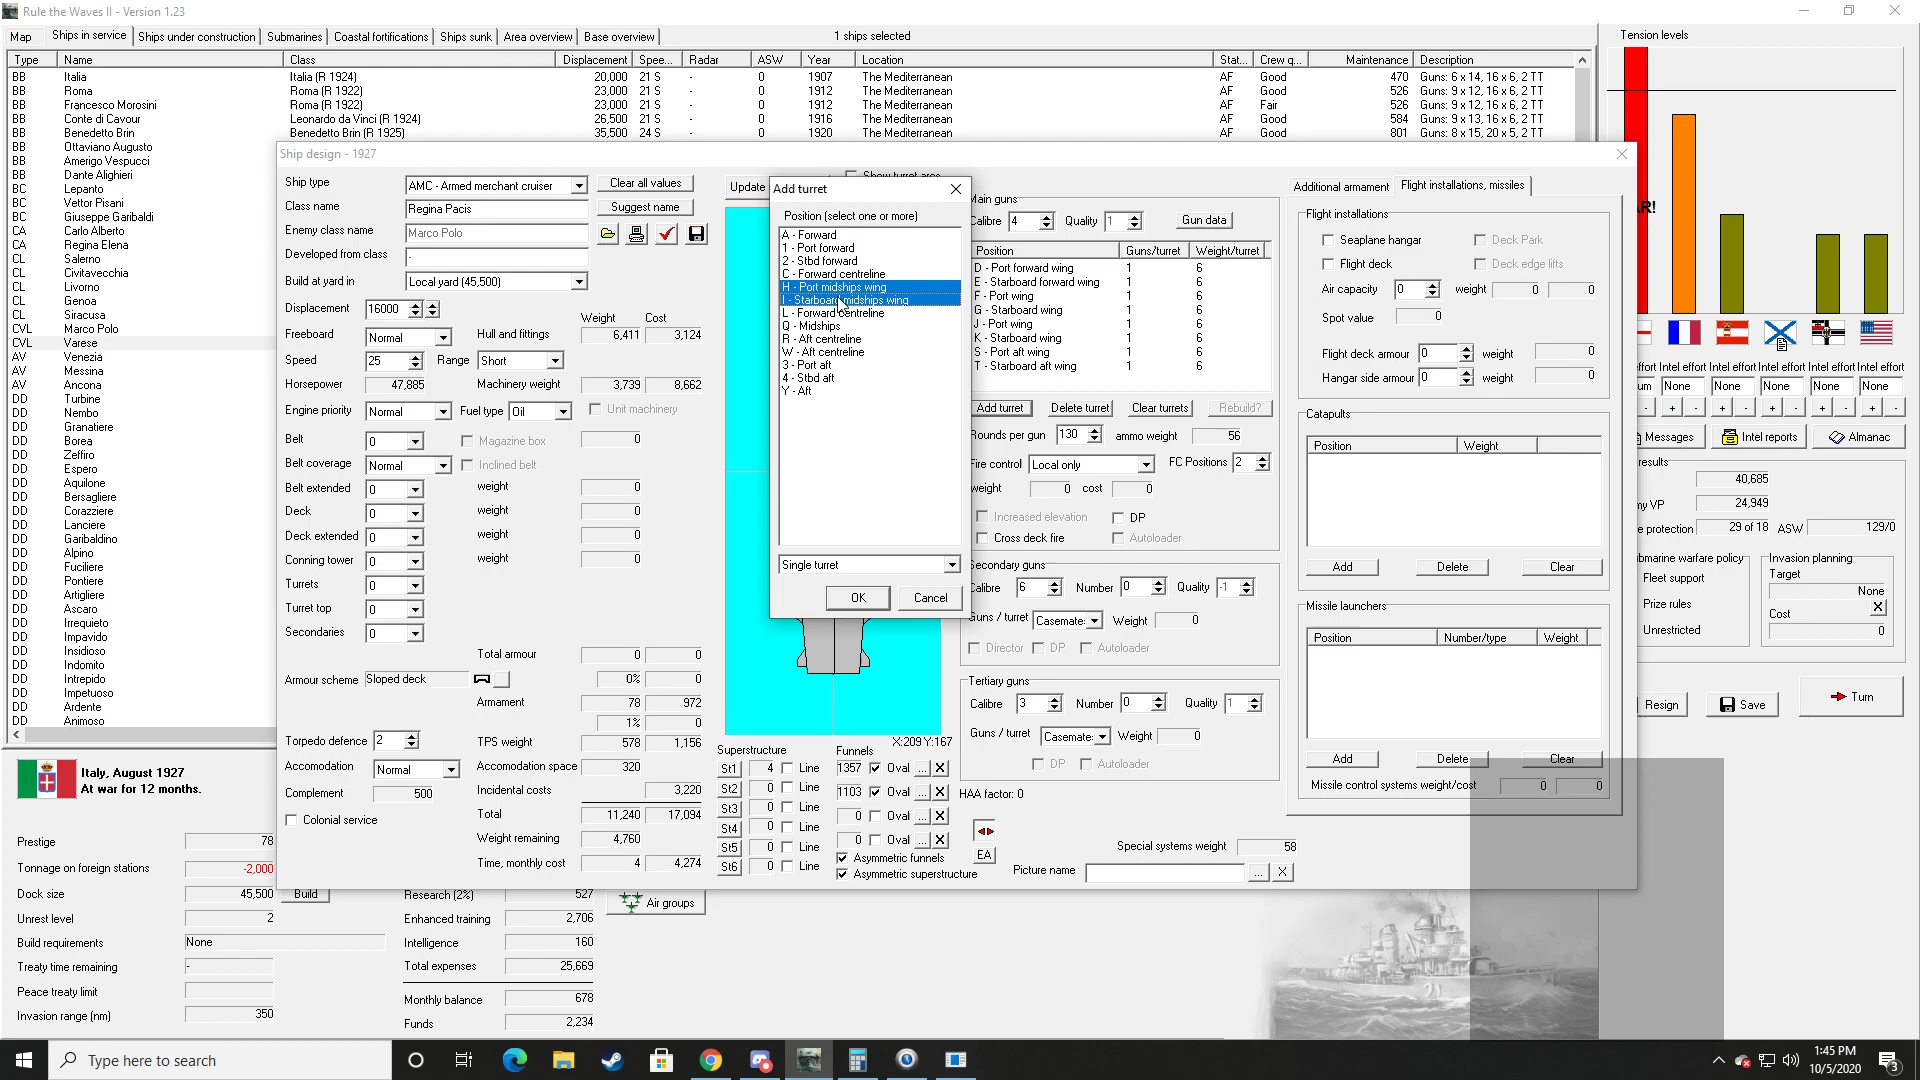 Rule the Waves II - Version 1.23
Map Ships in service Ships under construction Submarines Coastal fortifications Ships sunk Area overview Base overview 1 ships selected Tension levels
Type Name Class Displacement Spee... Radar ASW Year Location Stat... Crew q... Maintenance Description
BB Italia Italia (R 1924) 20,000 21 S - 0 1907 The Mediterranean AF Good 470 Guns: 6 x 14, 16 x 6, 2 TT
BB Roma Roma (R 1922) 23,000 21 S - 0 1912 The Mediterranean AF Good 526 Guns: 9 x 12, 16 x 6, 2 TT
BB Francesco Morosini Roma (R 1922) 23,000 21 S - 0 1912 The Mediterranean AF Fair 526 Guns: 9 x 12, 16 x 6, 2 TT
BB Conte di Cavour Leonardo da Vinci (R 1924) 26,500 21 S - 0 1916 The Mediterranean AF Good 584 Guns: 9 x 13, 16 x 6, 2 TT
BB Benedetto Brin Benedetto Brin (R 1925) 35,500 24 S - 0 1920 The Mediterranean AF Good 801 Guns: 8 x 15, 20 x 5, 2 TT
BB Ottaviano Augusto
BB Amerigo Vespucci
BB Dante Alighieri
BC Lepanto
BC Vettor Pisani
BC Giuseppe Garibaldi
CA Carlo Alberto
CA Regina Elena
CL Salerno
CL Civitavecchia
CL Livorno
CL Genoa
CL Siracusa
CVL Marco Polo
CVL Varese
AV Venezia
AV Messina
AV Ancona
DD Turbine
DD Nembo
DD Granatiere
DD Borea
DD Zeffiro
DD Espero
DD Aquilone
DD Bersagliere
DD Corazziere
DD Lanciere
DD Garibaldino
DD Alpino
DD Fuciliere
DD Pontiere
DD Artigliere
DD Ascaro
DD Irrequieto
DD Impavido
DD Insidioso
DD Indomito
DD Intrepido
DD Impetuoso
DD Ardente
DD Animoso
Ship design - 1927
Ship type AMC - Armed merchant cruiser Clear all values
Class name Regina Pacis Suggest name
Enemy class name Marco Polo
Developed from class -
Build at yard in Local yard (45,500)
Displacement 16000
Weight Cost
Freeboard Normal Hull and fittings 6,411 3,124
Speed 25 Range Short
Horsepower 47,885 Machinery weight 3,739 8,662
Engine priority Normal Fuel type Oil Unit machinery
Belt 0 Magazine box 0
Belt coverage Normal Inclined belt
Belt extended 0 weight 0
Deck 0 weight 0
Deck extended 0 weight 0
Conning tower 0 weight 0
Turrets 0
Turret top 0
Secondaries 0
Total armour 0 0
Armour scheme Sloped deck 0% 0
Armament 78 972
1% 0
Torpedo defence 2 TPS weight 578 1,156
Accomodation Normal Accomodation space 320
Complement 500 Incidental costs 3,220
Colonial service Total 11,240 17,094
Weight remaining 4,760
Time, monthly cost 4 4,274
Update
Show turret arcs
Add turret
Position (select one or more)
A - Forward
1 - Port forward
2 - Stbd forward
C - Forward centreline
H - Port midships wing
I - Starboard midships wing
L - Forward centreline
Q - Midships
R - Aft centreline
W - Aft centreline
3 - Port aft
4 - Stbd aft
Y - Aft
Single turret
OK Cancel
X:209 Y:167
Superstructure Funnels
St1 4 Line 1357 Oval ... X
St2 0 Line 1103 Oval ... X
St3 0 Line 0 Oval ... X
St4 0 Line 0 Oval ... X
St5 0 Line Asymmetric funnels
St6 0 Line Asymmetric superstructure
Main guns
Calibre 4 Quality 1 Gun data
Position Guns/turret Weight/turret
D - Port forward wing 1 6
E - Starboard forward wing 1 6
F - Port wing 1 6
G - Starboard wing 1 6
J - Port wing 1 6
K - Starboard wing 1 6
S - Port aft wing 1 6
T - Starboard aft wing 1 6
Add turret Delete turret Clear turrets Rebuild?
Rounds per gun 130 ammo weight 56
Fire control Local only FC Positions 2
weight 0 cost 0
Increased elevation DP
Cross deck fire Autoloader
Secondary guns
Calibre 6 Number 0 Quality -1
Guns / turret Casemate: Weight 0
Director DP Autoloader
Tertiary guns
Calibre 3 Number 0 Quality 1
Guns / turret Casemate: Weight 0
DP Autoloader
HAA factor: 0
EA
Special systems weight 58
Picture name ... X
Additional armament Flight installations, missiles
Flight installations
Seaplane hangar Deck Park
Flight deck Deck edge lifts
Air capacity 0 weight 0 0
Spot value 0
Flight deck armour 0 weight 0
Hangar side armour 0 weight 0
Catapults
Position Weight
Add Delete Clear
Missile launchers
Position Number/type Weight
Add Delete Clear
Missile control systems weight/cost 0 0
AR!
effort Intel effort Intel effort Intel effort Intel effort Intel effort
um None None None None None
- + - + - + - + - + -
Messages Intel reports Almanac
results
40,685
my VP 24,949
e protection 29 of 18 ASW 129/0
bmarine warfare policy Invasion planning
Fleet support Target
None
Prize rules Cost X
Unrestricted 0
Resign Save Turn
Italy, August 1927
At war for 12 months.
Prestige 78
Tonnage on foreign stations -2,000
Dock size 45,500 Build
Unrest level 2
Build requirements None
Treaty time remaining -
Peace treaty limit
Invasion range (nm) 350
Research (2%) 527
Enhanced training 2,706
Intelligence 160
Total expenses 25,669
Monthly balance 678
Funds 2,234
Air groups
Type here to search
1:45 PM
10/5/2020
3